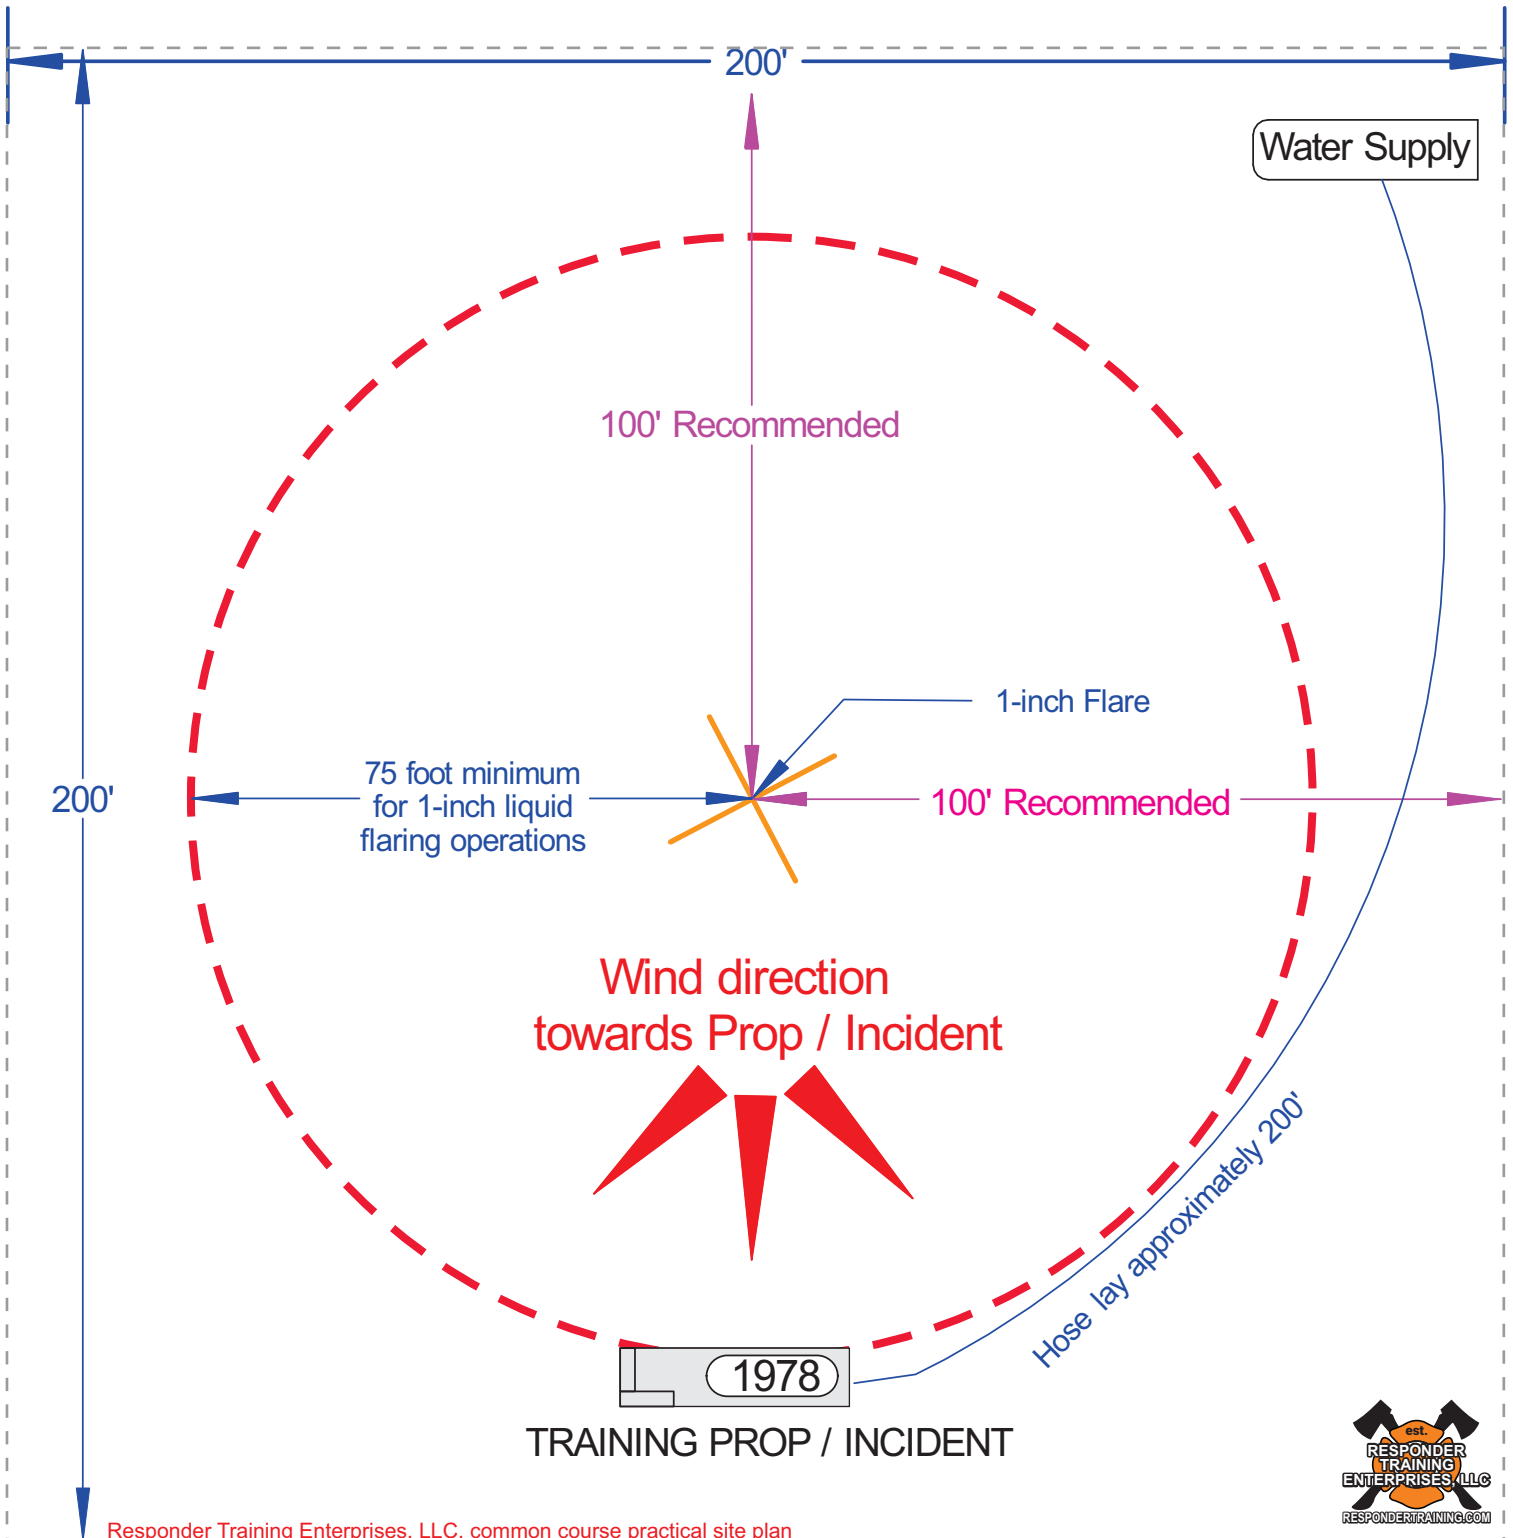 200'
Water Supply
100' Recommended
1-inch Flare
75 foot minimum
for 1-inch liquid
flaring operations
200'
100' Recommended
Wind direction
towards Prop / Incident
Hose lay approximately 200'
1978
TRAINING PROP / INCIDENT
est.
RESPONDER
TRAINING
ENTERPRISES, LLC
RESPONDERTRAINING.COM
Responder Training Enterprises, LLC. common course practical site plan